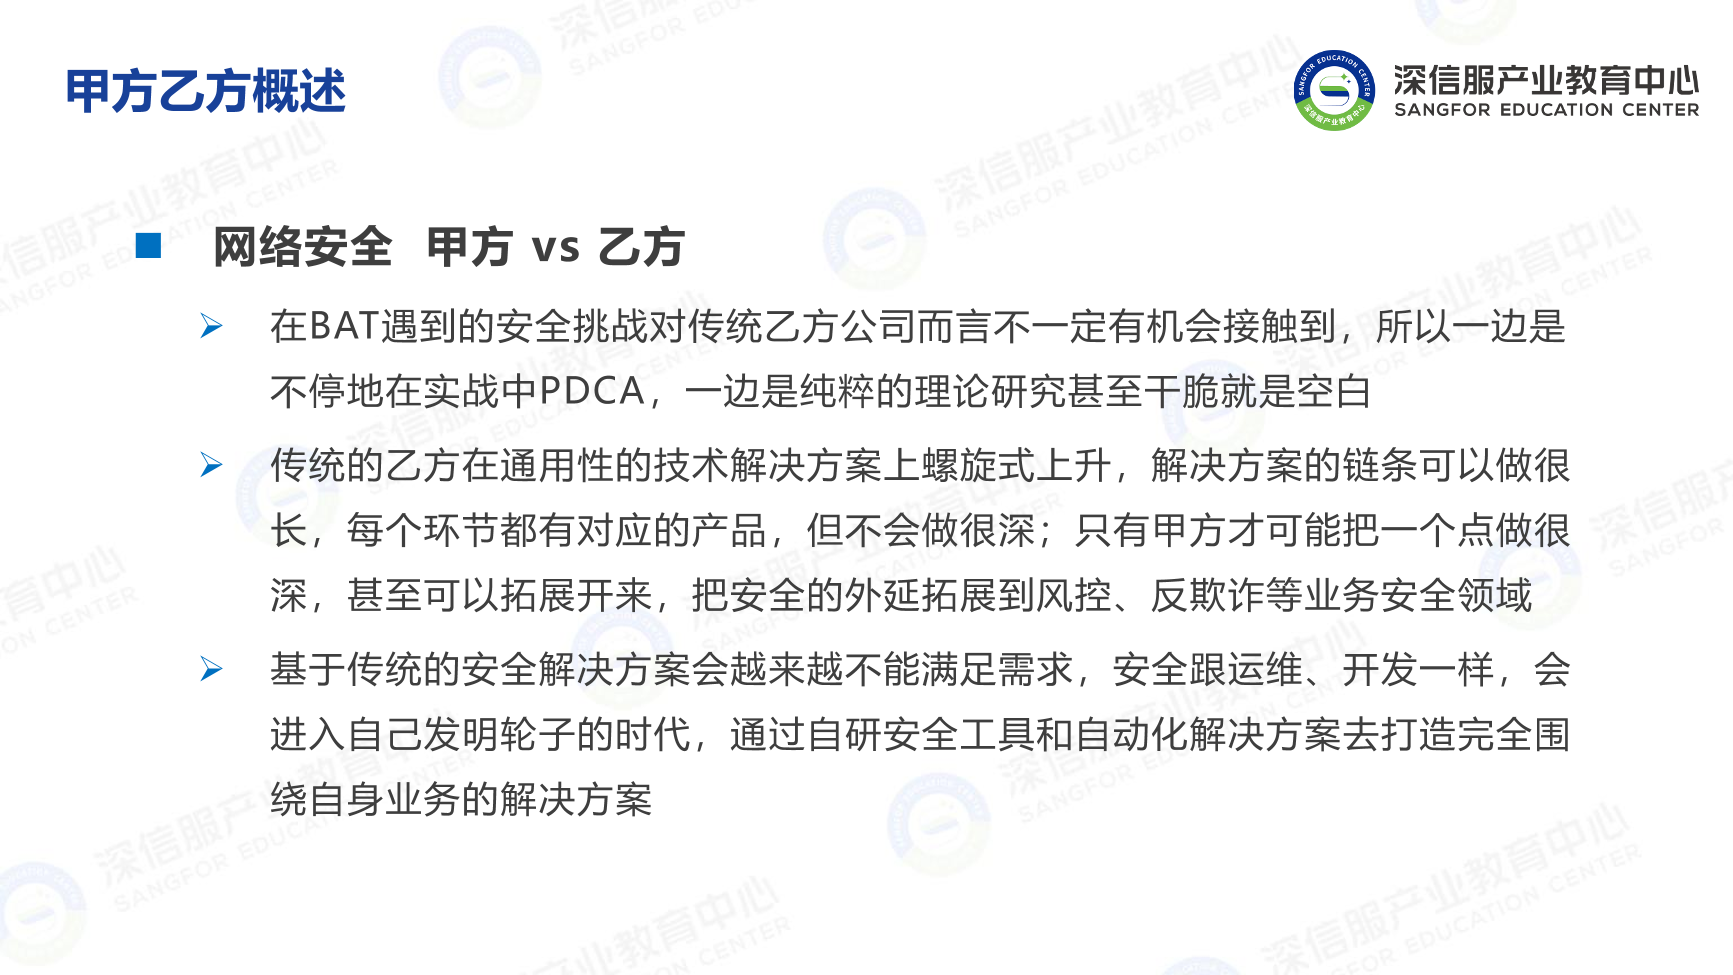 甲方乙方概述
深信服产业教育中心
SANGFOR EDUCATION CENTER
网络安全 甲方 vs 乙方
在BAT遇到的安全挑战对传统乙方公司而言不一定有机会接触到，所以一边是
不停地在实战中PDCA，一边是纯粹的理论研究甚至干脆就是空白
传统的乙方在通用性的技术解决方案上螺旋式上升，解决方案的链条可以做很
长，每个环节都有对应的产品，但不会做很深；只有甲方才可能把一个点做很
深，甚至可以拓展开来，把安全的外延拓展到风控、反欺诈等业务安全领域
基于传统的安全解决方案会越来越不能满足需求，安全跟运维、开发一样，会
进入自己发明轮子的时代，通过自研安全工具和自动化解决方案去打造完全围
绕自身业务的解决方案